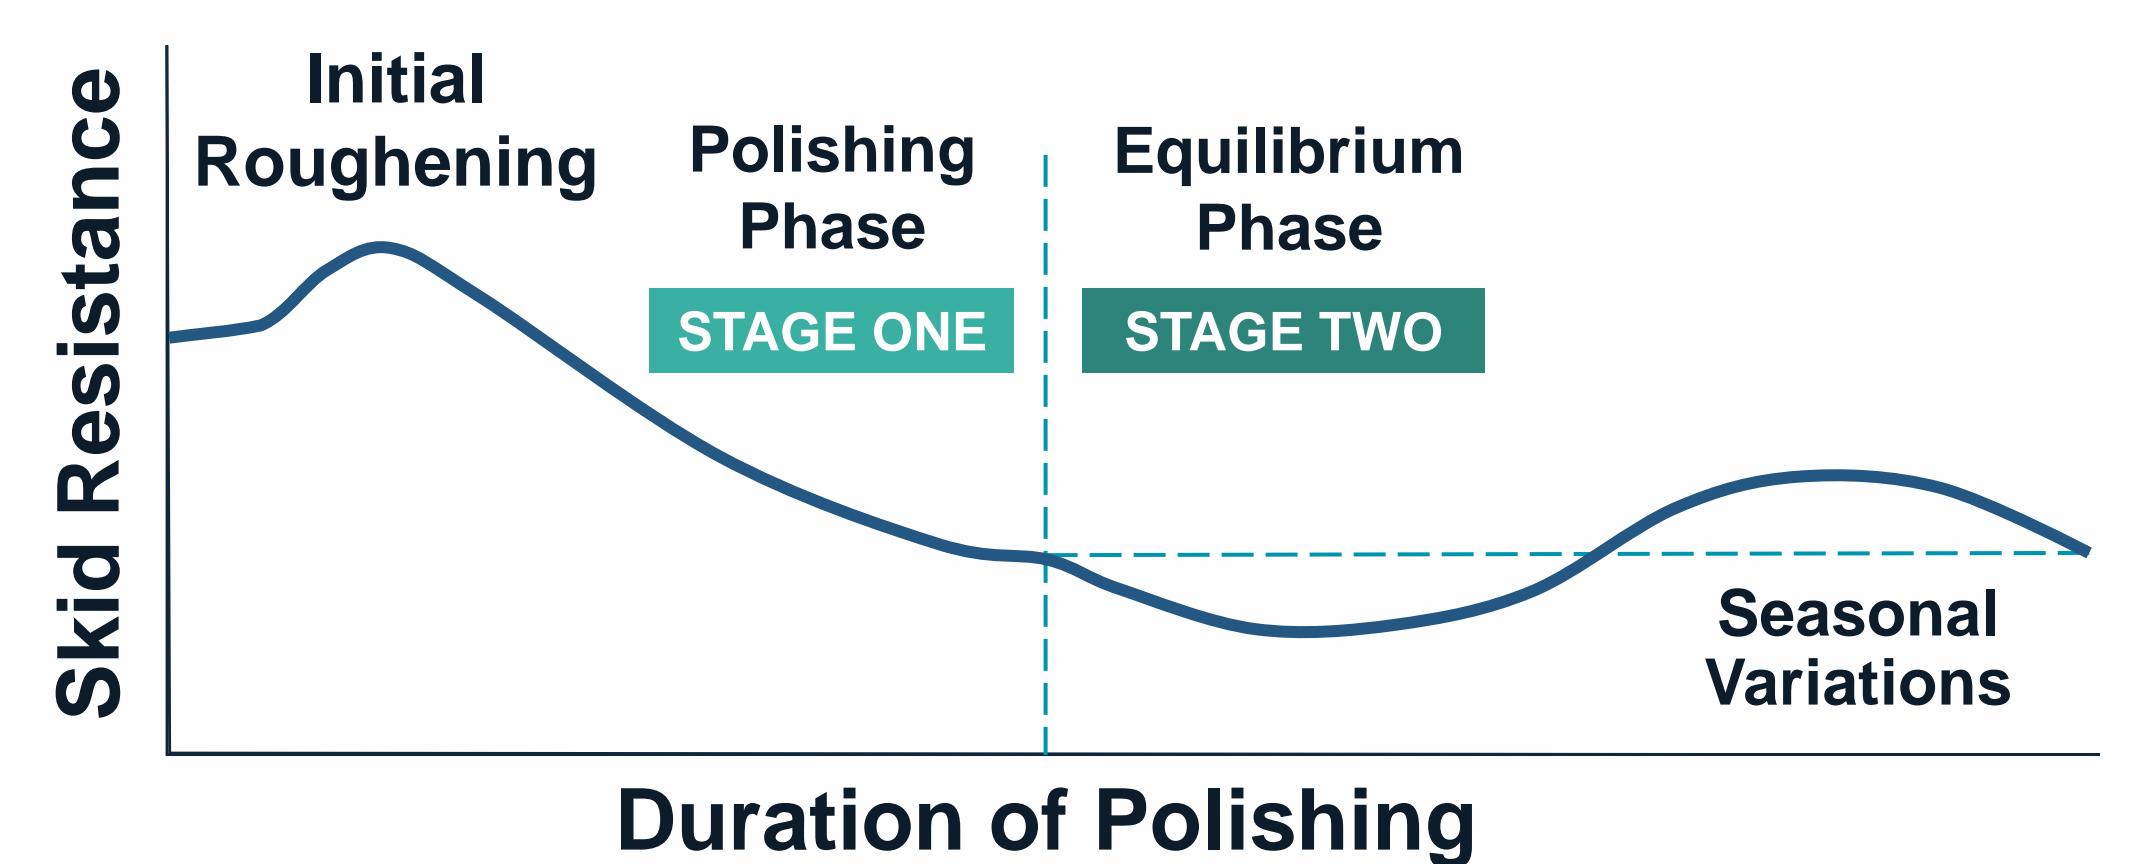 Skid Resistance
Initial
Roughening
Polishing
Phase
STAGE ONE
Equilibrium
Phase
STAGE TWO
Seasonal
Variations
Duration of Polishing